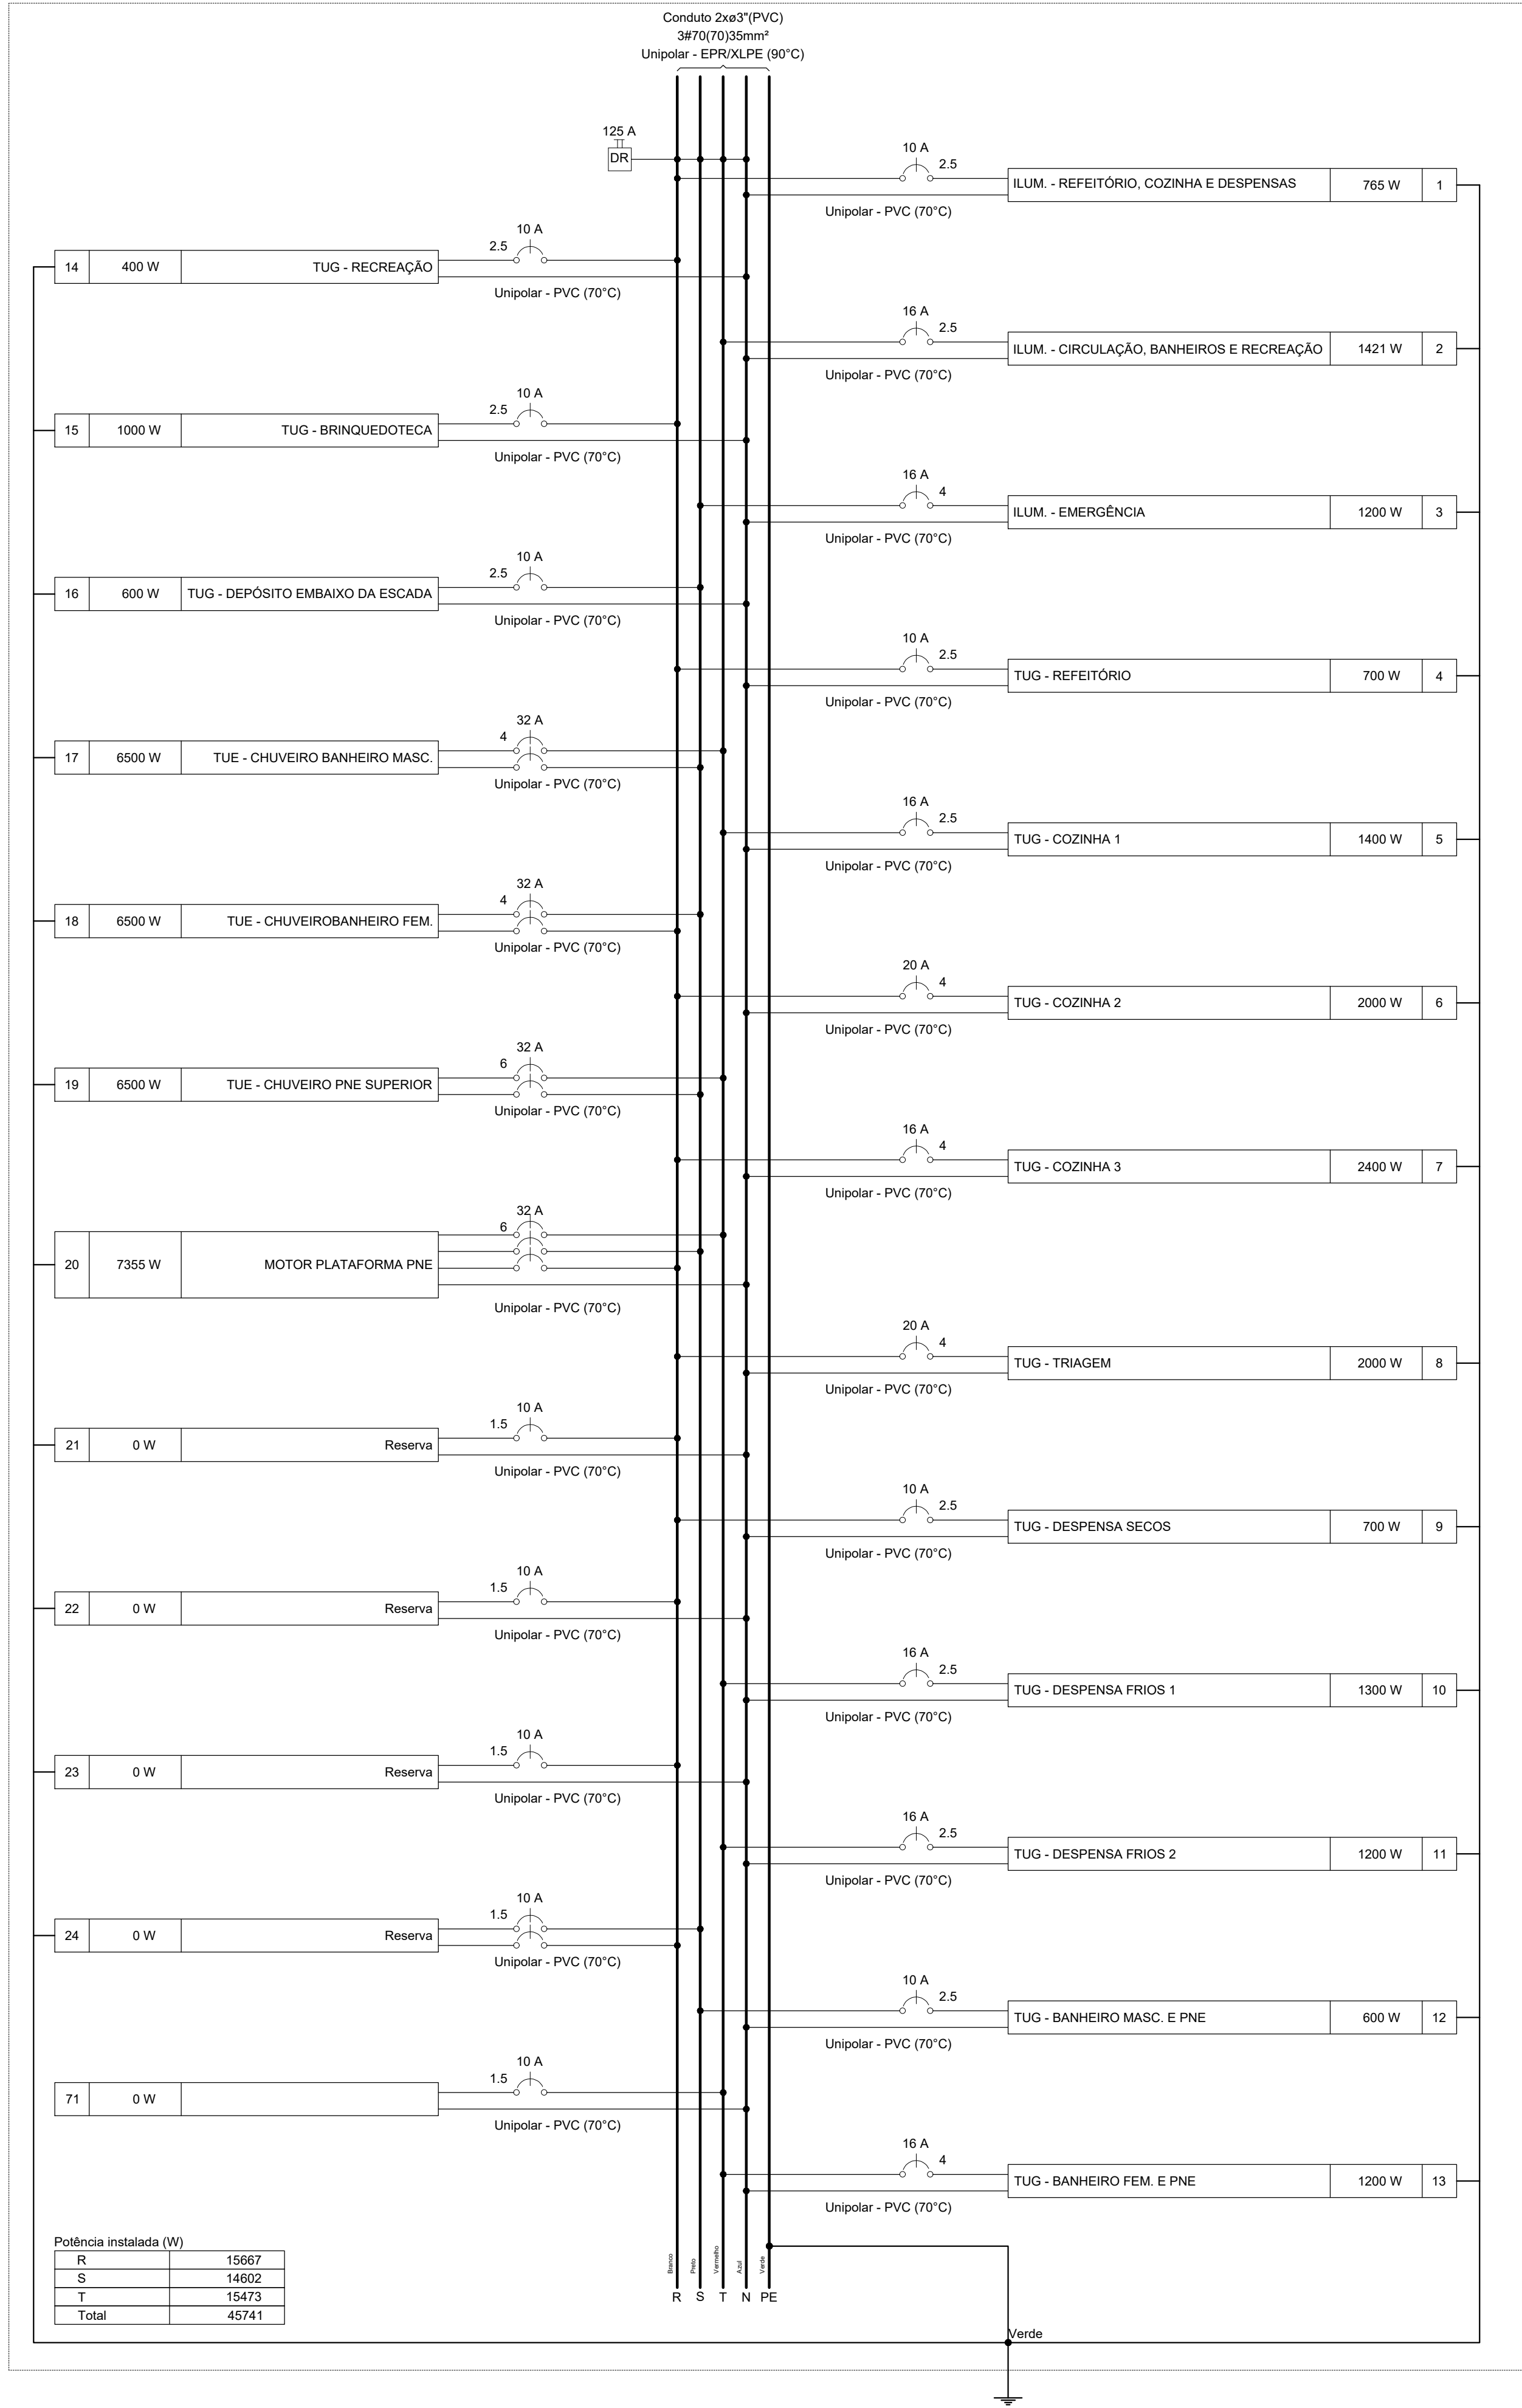 Conduto 2xø3"(PVC)
3#70(70)35mm²
Unipolar - EPR/XLPE (90°C)
125 A
DR
10 A
2.5
ILUM. - REFEITÓRIO, COZINHA E DESPENSAS 765 W 1
Unipolar - PVC (70°C)
10 A
2.5
14 400 W TUG - RECREAÇÃO
Unipolar - PVC (70°C)
16 A
2.5
ILUM. - CIRCULAÇÃO, BANHEIROS E RECREAÇÃO 1421 W 2
Unipolar - PVC (70°C)
10 A
2.5
15 1000 W TUG - BRINQUEDOTECA
Unipolar - PVC (70°C)
16 A
4
ILUM. - EMERGÊNCIA 1200 W 3
Unipolar - PVC (70°C)
10 A
2.5
16 600 W TUG - DEPÓSITO EMBAIXO DA ESCADA
Unipolar - PVC (70°C)
10 A
2.5
TUG - REFEITÓRIO 700 W 4
Unipolar - PVC (70°C)
32 A
4
17 6500 W TUE - CHUVEIRO BANHEIRO MASC.
Unipolar - PVC (70°C)
16 A
2.5
TUG - COZINHA 1 1400 W 5
Unipolar - PVC (70°C)
32 A
4
18 6500 W TUE - CHUVEIROBANHEIRO FEM.
Unipolar - PVC (70°C)
20 A
4
TUG - COZINHA 2 2000 W 6
Unipolar - PVC (70°C)
32 A
6
19 6500 W TUE - CHUVEIRO PNE SUPERIOR
Unipolar - PVC (70°C)
16 A
4
TUG - COZINHA 3 2400 W 7
Unipolar - PVC (70°C)
32 A
6
20 7355 W MOTOR PLATAFORMA PNE
Unipolar - PVC (70°C)
20 A
4
TUG - TRIAGEM 2000 W 8
Unipolar - PVC (70°C)
10 A
1.5
21 0 W Reserva
Unipolar - PVC (70°C)
10 A
2.5
TUG - DESPENSA SECOS 700 W 9
Unipolar - PVC (70°C)
10 A
1.5
22 0 W Reserva
Unipolar - PVC (70°C)
16 A
2.5
TUG - DESPENSA FRIOS 1 1300 W 10
Unipolar - PVC (70°C)
10 A
1.5
23 0 W Reserva
Unipolar - PVC (70°C)
16 A
2.5
TUG - DESPENSA FRIOS 2 1200 W 11
Unipolar - PVC (70°C)
10 A
1.5
24 0 W Reserva
Unipolar - PVC (70°C)
10 A
2.5
TUG - BANHEIRO MASC. E PNE 600 W 12
Unipolar - PVC (70°C)
10 A
1.5
71 0 W
Unipolar - PVC (70°C)
16 A
4
TUG - BANHEIRO FEM. E PNE 1200 W 13
Unipolar - PVC (70°C)
Potência instalada (W)
R 15667
S 14602
T 15473
Total 45741
Branco Preto Vermelho Azul Verde
R S T N PE
Verde